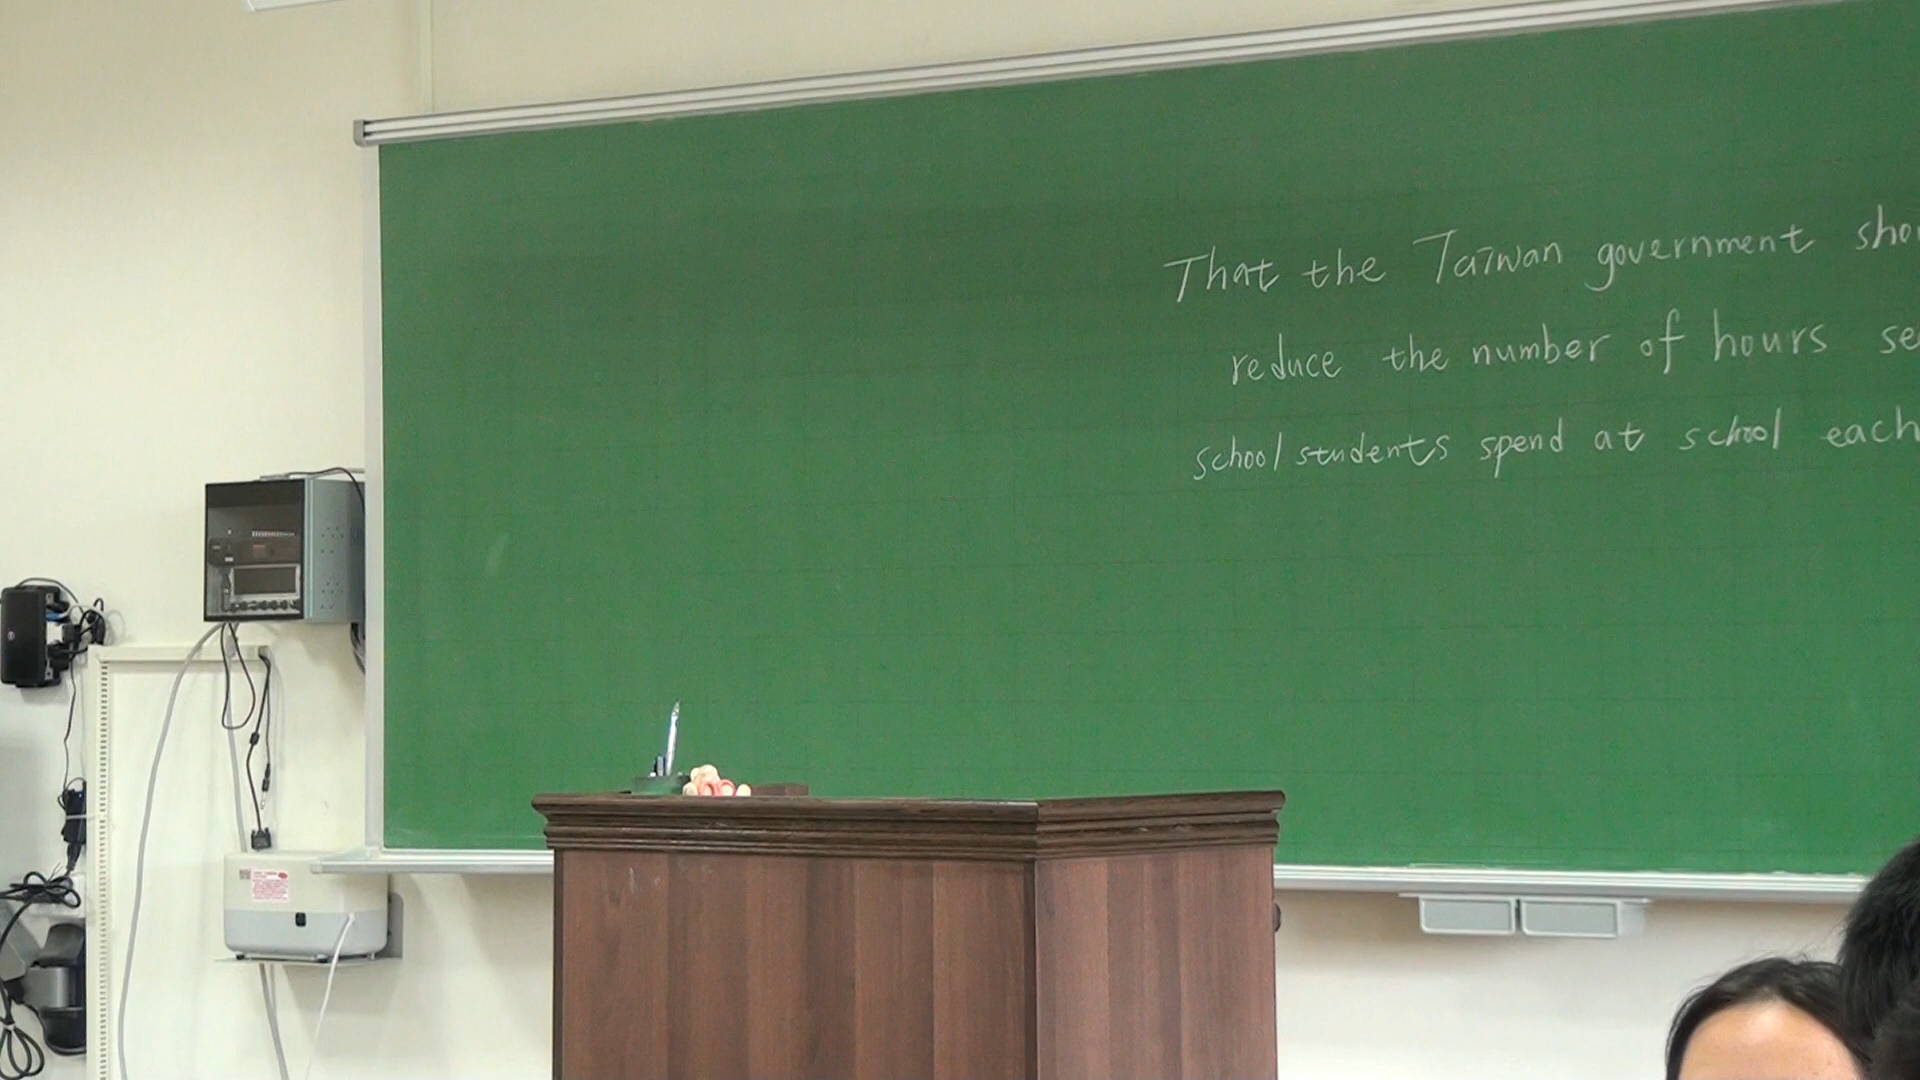 That the Taiwan government sho
reduce the number of hours se
school students spend at school each